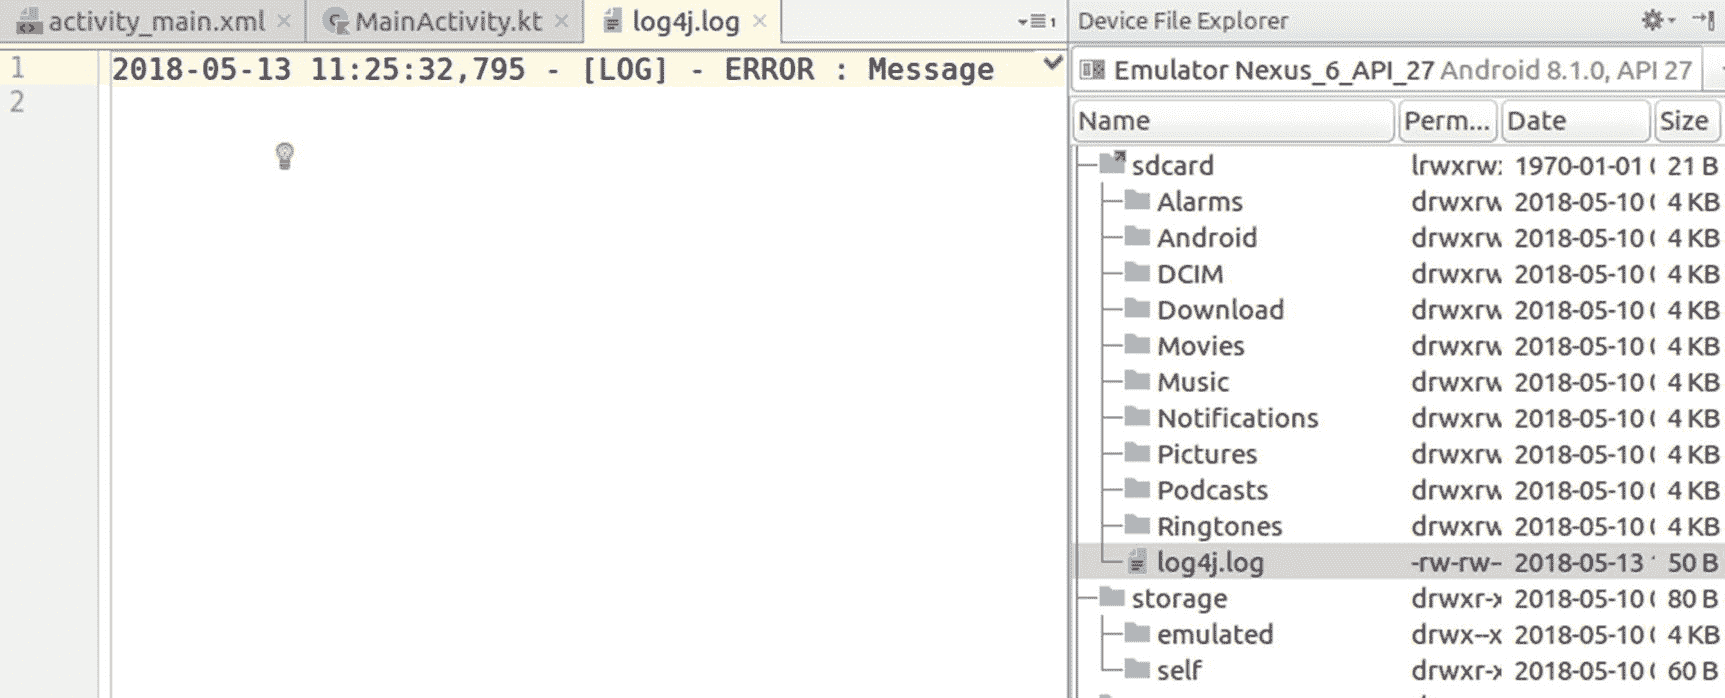 activity_main.xml MainActivity.kt log4j.log 1 Device File Explorer
1 2018-05-13 11:25:32,795 - [LOG] - ERROR : Message
2
Emulator Nexus_6_API_27 Android 8.1.0, API 27
Name Perm... Date Size
sdcard lrwxrw 1970-01-01 21 B
Alarms drwxrw 2018-05-10 4 KB
Android drwxrw 2018-05-10 4 KB
DCIM drwxrw 2018-05-10 4 KB
Download drwxrw 2018-05-10 4 KB
Movies drwxrw 2018-05-10 4 KB
Music drwxrw 2018-05-10 4 KB
Notifications drwxrw 2018-05-10 4 KB
Pictures drwxrw 2018-05-10 4 KB
Podcasts drwxrw 2018-05-10 4 KB
Ringtones drwxrw 2018-05-10 4 KB
log4j.log -rw-rw- 2018-05-13 50 B
storage drwxr-x 2018-05-10 80 B
emulated drwx--x 2018-05-10 4 KB
self drwxr-x 2018-05-10 60 B